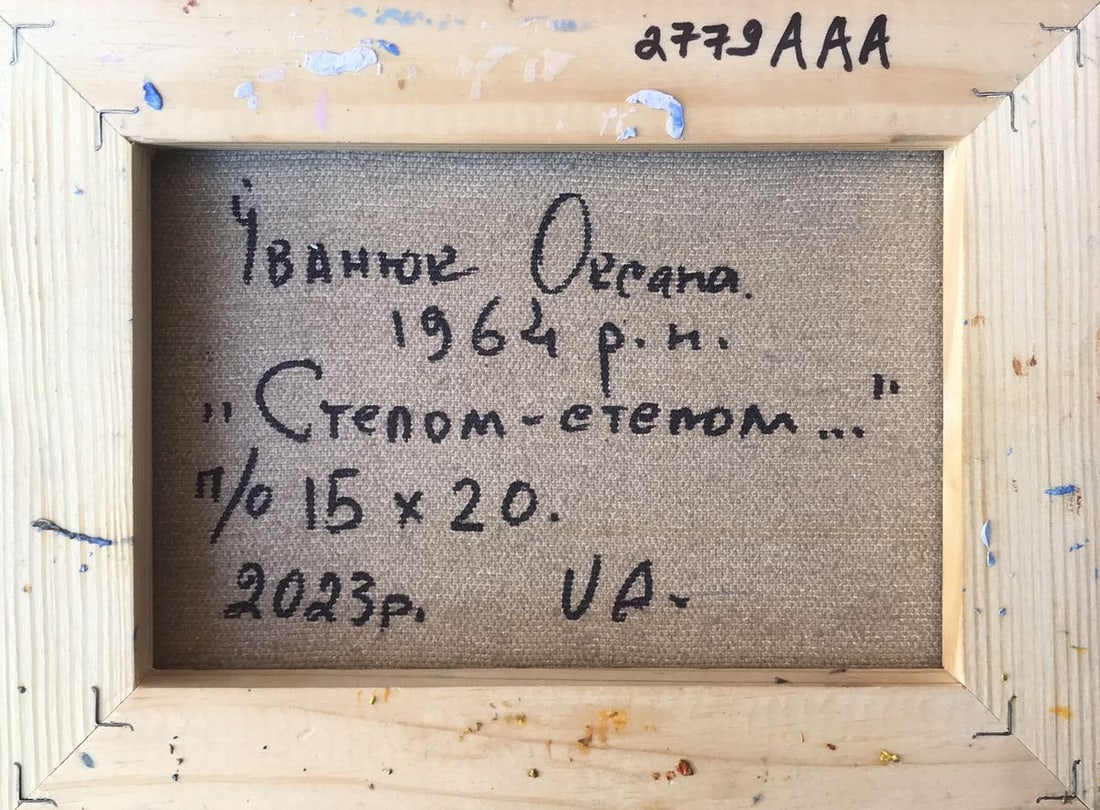 2779AAA
Іванюк Оксана.
1964 р.н.
"Степом-степом..."
п/о 15 х 20.
2023р. UA.